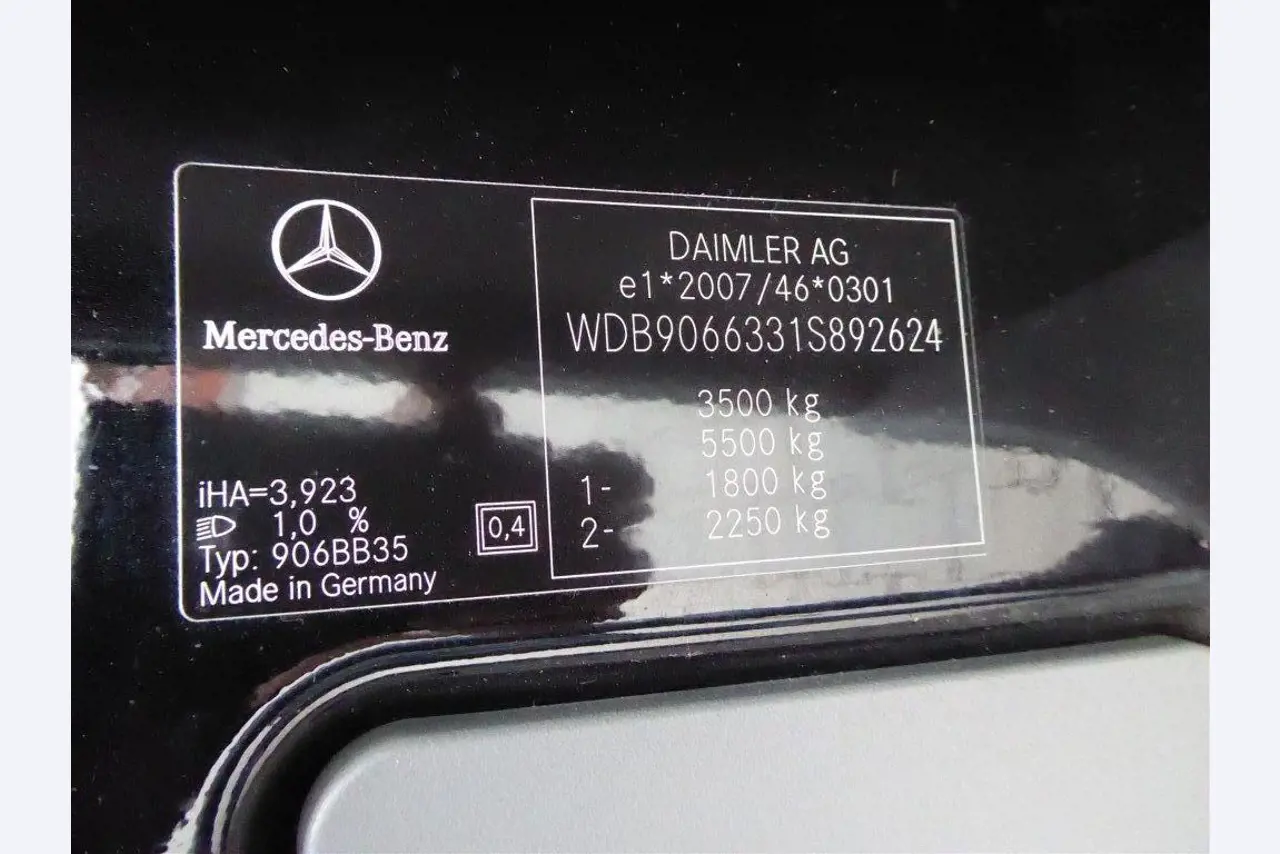 Mercedes-Benz
iHA=3,923
1,0 %
Typ: 906BB35
Made in Germany
0,4
DAIMLER AG
e1*2007/46*0301
WDB9066331S892624
3500 kg
5500 kg
1- 1800 kg
2- 2250 kg